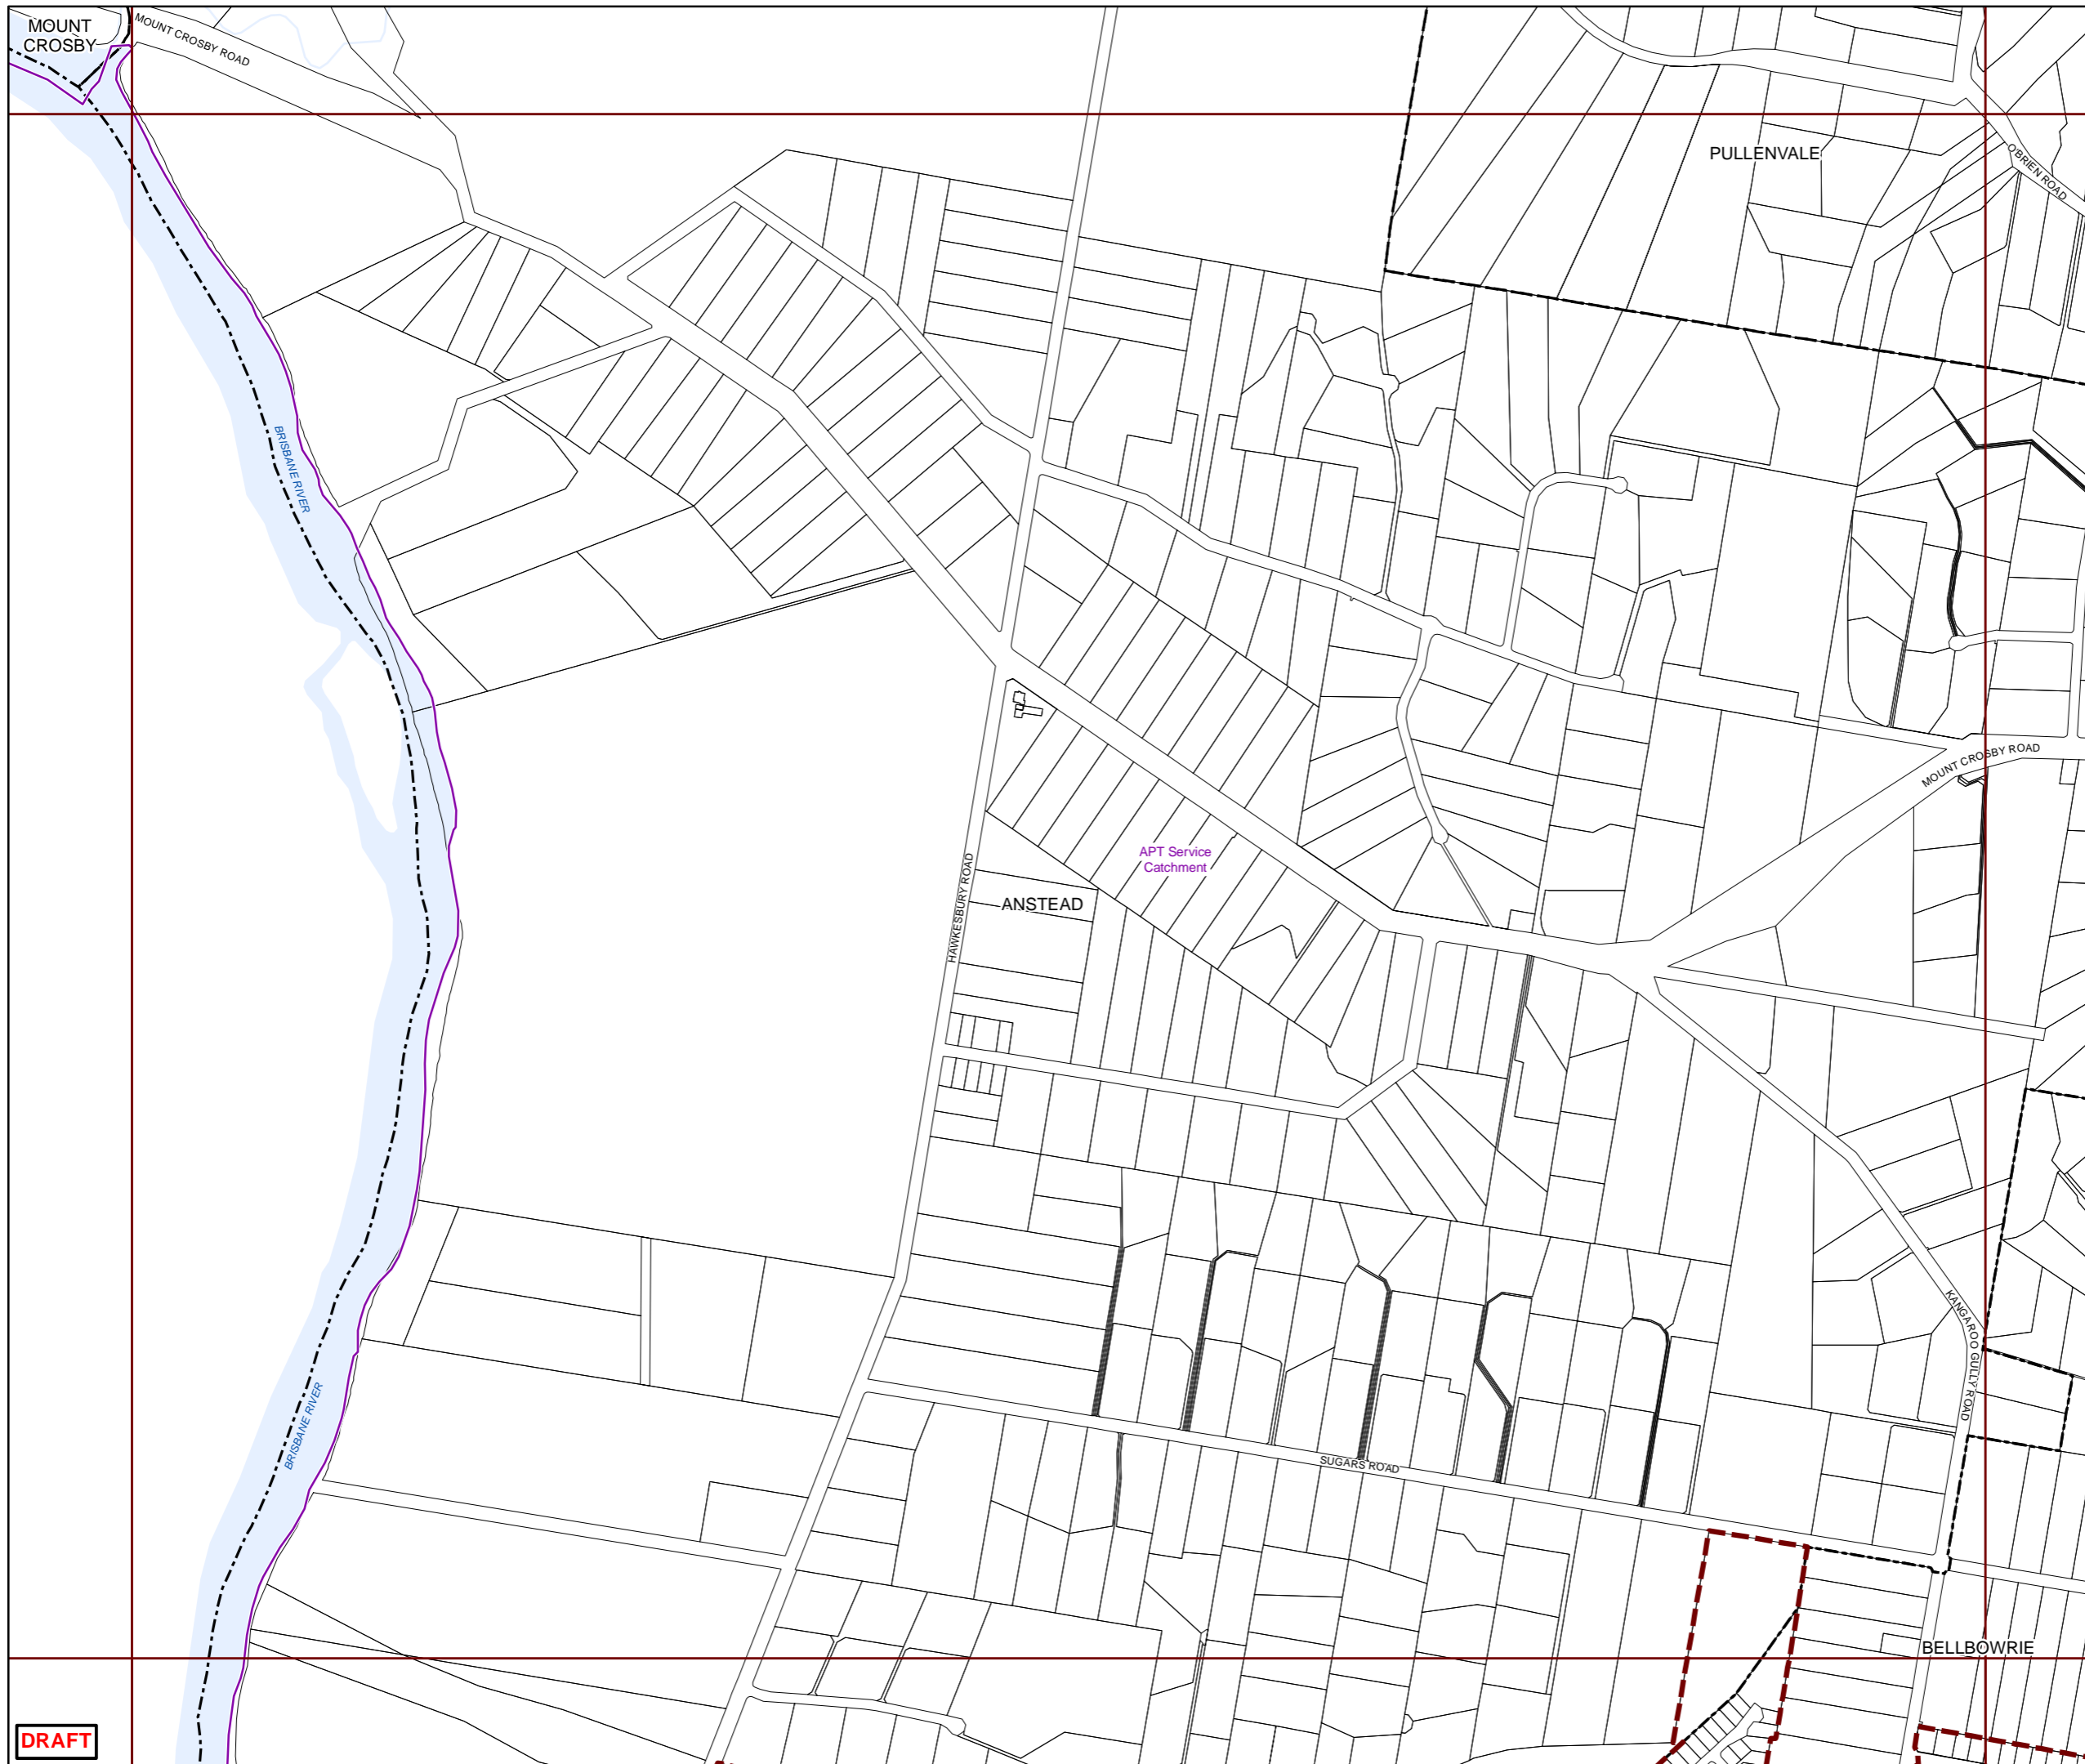 MOUNT
CROSBY
MOUNT CROSBY ROAD
PULLENVALE
O'BRIEN ROAD
BRISBANE RIVER
MOUNT CROSBY ROAD
APT Service
Catchment
HAWKESBURY ROAD
ANSTEAD
KANGAROO GULLY ROAD
BRISBANE RIVER
SUGARS ROAD
BELLBOWRIE
DRAFT